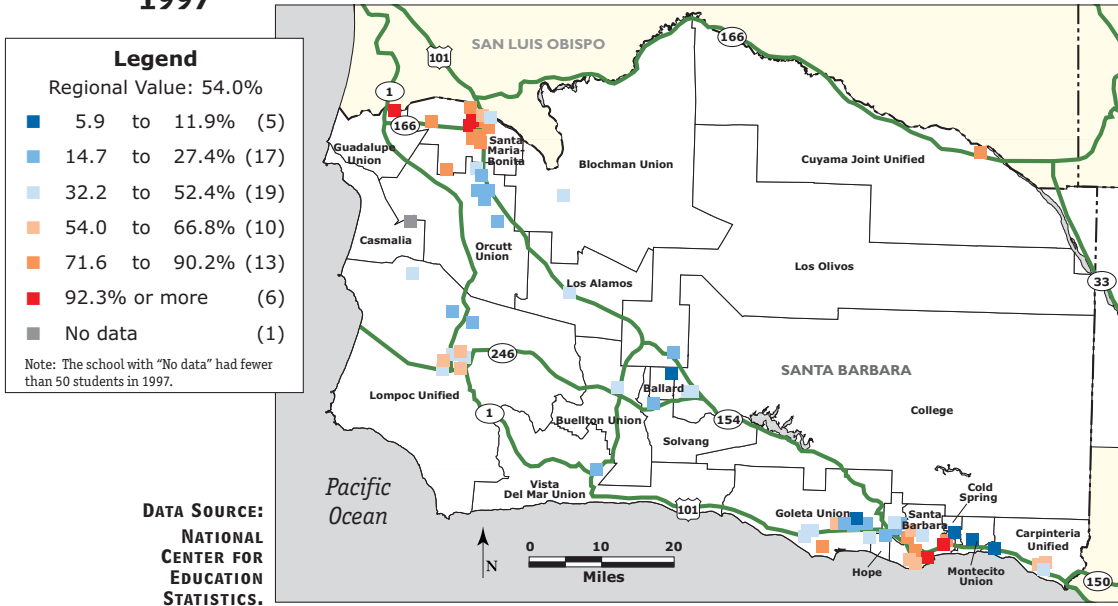 1997
Legend
Regional Value: 54.0%
5.9 to 11.9% (5)
14.7 to 27.4% (17)
32.2 to 52.4% (19)
54.0 to 66.8% (10)
71.6 to 90.2% (13)
92.3% or more (6)
No data (1)
Note: The school with “No data” had fewer
than 50 students in 1997.
SAN LUIS OBISPO
101
166
1
166
Guadalupe
Union
Santa
Maria-
Bonita
Blochman Union
Cuyama Joint Unified
Casmalia
Orcutt
Union
Los Alamos
Los Olivos
33
246
SANTA BARBARA
Lompoc Unified
Ballard
College
1
Buellton Union
154
Solvang
Pacific
Ocean
Vista
Del Mar Union
101
Goleta Union
Santa
Barbara
Cold
Spring
Carpinteria
Unified
Hope
Montecito
Union
150
N
0 10 20
Miles
DATA SOURCE:
NATIONAL
CENTER FOR
EDUCATION
STATISTICS.